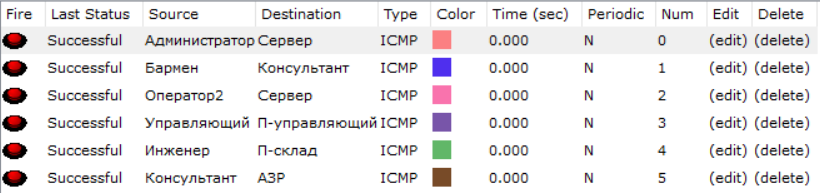 Fire Last Status Source Destination Type Color Time (sec) Periodic Num Edit Delete
Successful Администратор Сервер ICMP 0.000 N 0 (edit) (delete)
Successful Бармен Консультант ICMP 0.000 N 1 (edit) (delete)
Successful Оператор2 Сервер ICMP 0.000 N 2 (edit) (delete)
Successful Управляющий П-управляющий ICMP 0.000 N 3 (edit) (delete)
Successful Инженер П-склад ICMP 0.000 N 4 (edit) (delete)
Successful Консультант АЗР ICMP 0.000 N 5 (edit) (delete)